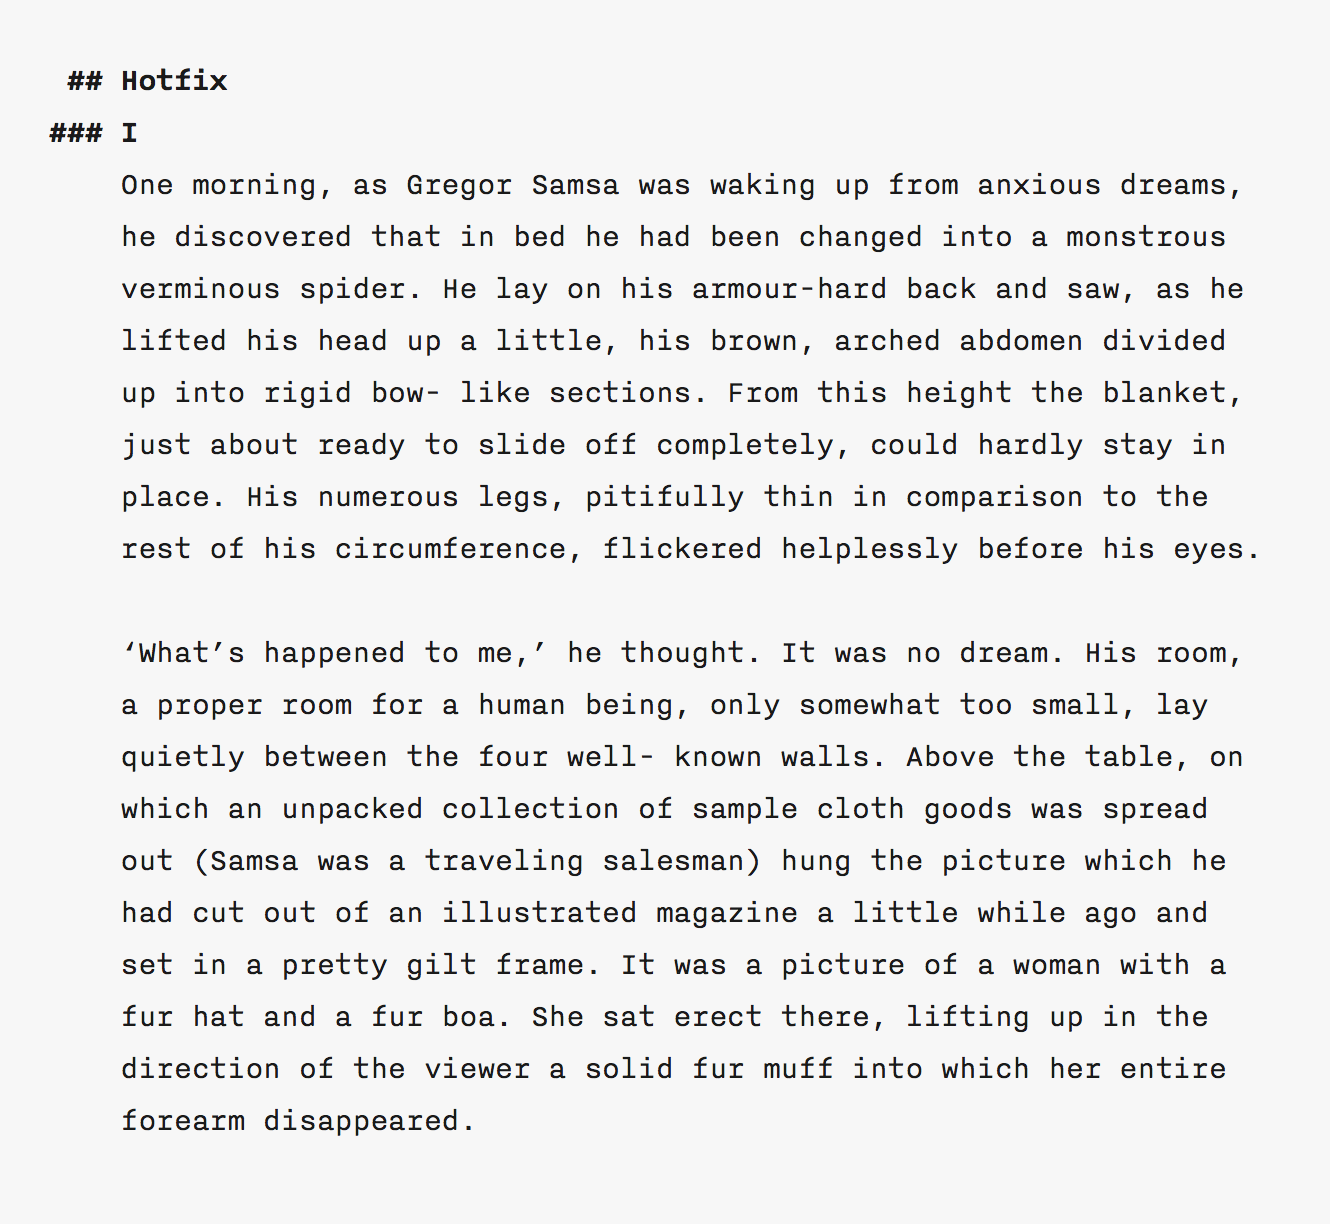 ## Hotfix
### I
One morning, as Gregor Samsa was waking up from anxious dreams,
he discovered that in bed he had been changed into a monstrous
verminous spider. He lay on his armour-hard back and saw, as he
lifted his head up a little, his brown, arched abdomen divided
up into rigid bow- like sections. From this height the blanket,
just about ready to slide off completely, could hardly stay in
place. His numerous legs, pitifully thin in comparison to the
rest of his circumference, flickered helplessly before his eyes.
‘What’s happened to me,’ he thought. It was no dream. His room,
a proper room for a human being, only somewhat too small, lay
quietly between the four well- known walls. Above the table, on
which an unpacked collection of sample cloth goods was spread
out (Samsa was a traveling salesman) hung the picture which he
had cut out of an illustrated magazine a little while ago and
set in a pretty gilt frame. It was a picture of a woman with a
fur hat and a fur boa. She sat erect there, lifting up in the
direction of the viewer a solid fur muff into which her entire
forearm disappeared.